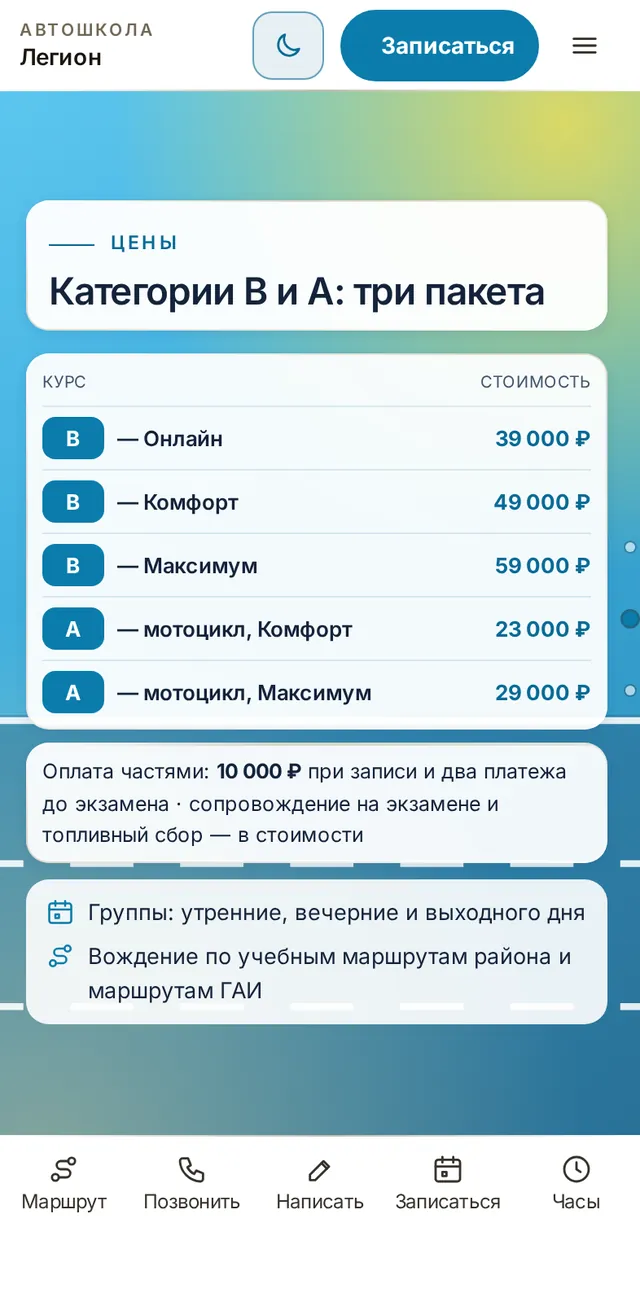 АВТОШКОЛА
Легион
Записаться
ЦЕНЫ
Категории B и A: три пакета
КУРС СТОИМОСТЬ
B — Онлайн 39 000 ₽
B — Комфорт 49 000 ₽
B — Максимум 59 000 ₽
A — мотоцикл, Комфорт 23 000 ₽
A — мотоцикл, Максимум 29 000 ₽
Оплата частями: 10 000 ₽ при записи и два платежа
до экзамена · сопровождение на экзамене и
топливный сбор — в стоимости
Группы: утренние, вечерние и выходного дня
Вождение по учебным маршрутам района и
маршрутам ГАИ
Маршрут Позвонить Написать Записаться Часы